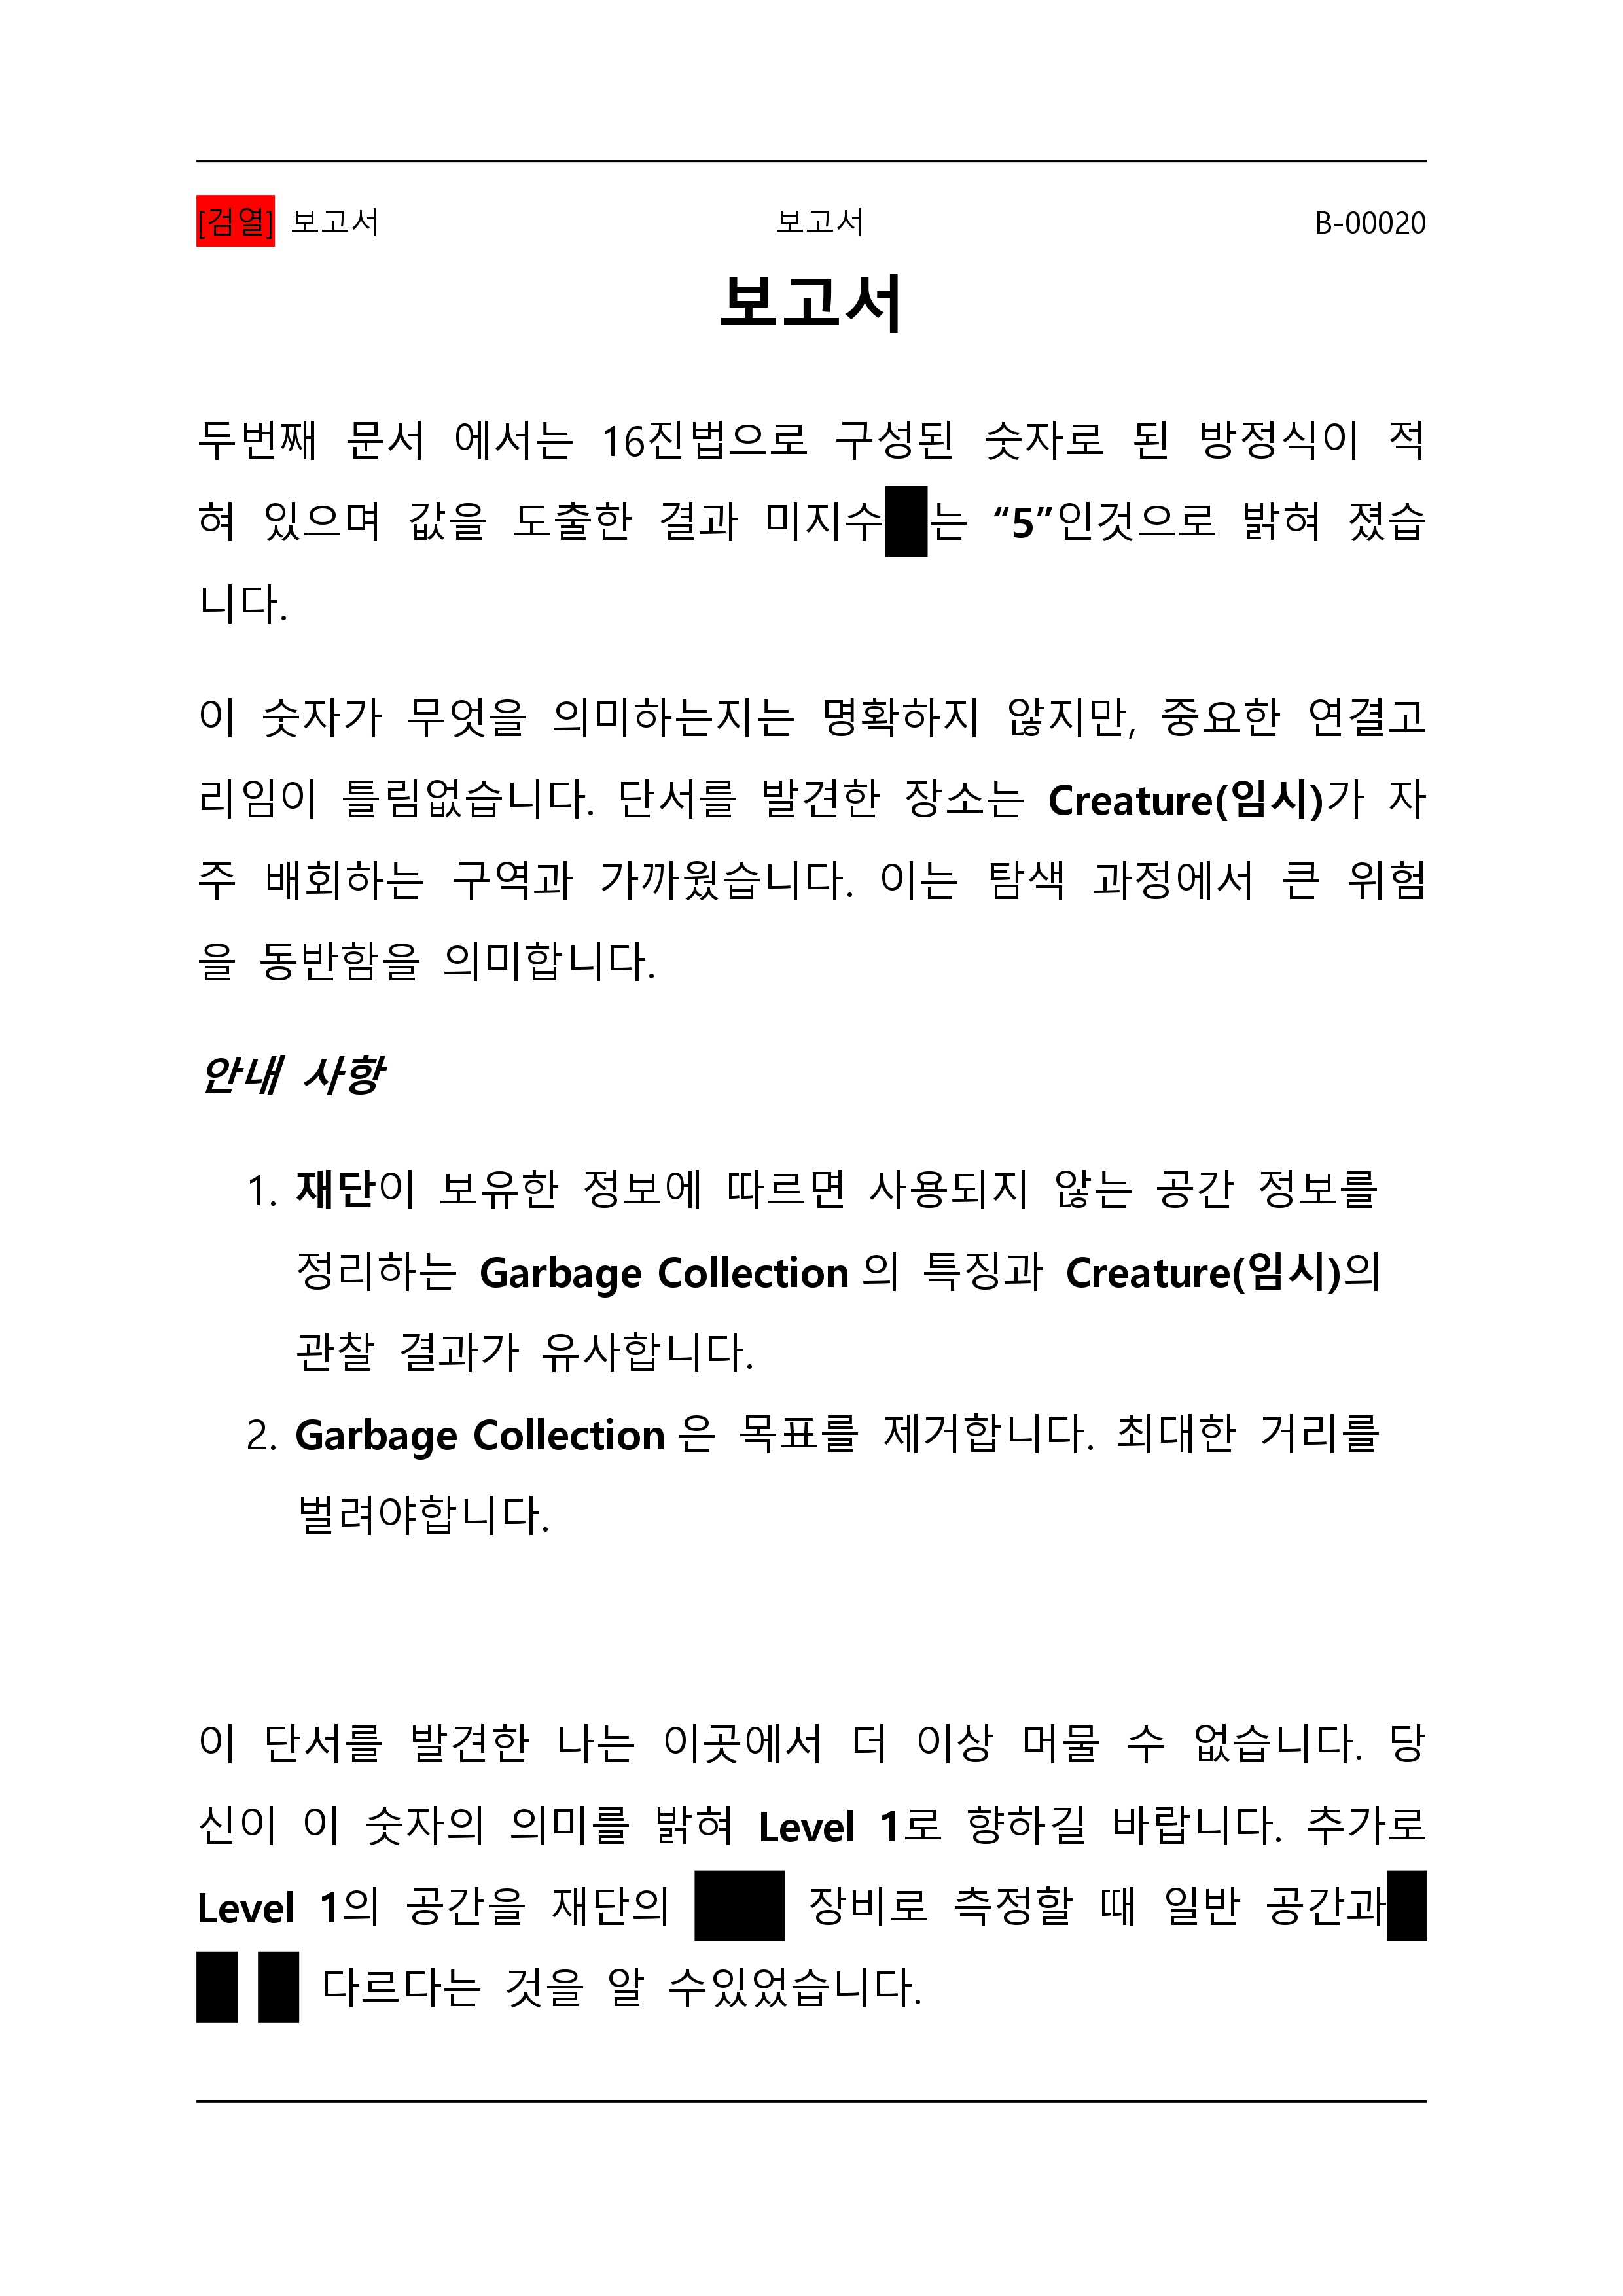 [검열] 보고서 보고서 B-00020
보고서
두번째 문서 에서는 16진법으로 구성된 숫자로 된 방정식이 적
혀 있으며 값을 도출한 결과 미지수█는 “5”인것으로 밝혀 졌습
니다.
이 숫자가 무엇을 의미하는지는 명확하지 않지만, 중요한 연결고
리임이 틀림없습니다. 단서를 발견한 장소는 Creature(임시)가 자
주 배회하는 구역과 가까웠습니다. 이는 탐색 과정에서 큰 위험
을 동반함을 의미합니다.
안내 사항
1. 재단이 보유한 정보에 따르면 사용되지 않는 공간 정보를
정리하는 Garbage Collection 의 특징과 Creature(임시)의
관찰 결과가 유사합니다.
2. Garbage Collection 은 목표를 제거합니다. 최대한 거리를
벌려야합니다.
이 단서를 발견한 나는 이곳에서 더 이상 머물 수 없습니다. 당
신이 이 숫자의 의미를 밝혀 Level 1로 향하길 바랍니다. 추가로
Level 1의 공간을 재단의 ██ 장비로 측정할 때 일반 공간과█
█ █ 다르다는 것을 알 수있었습니다.